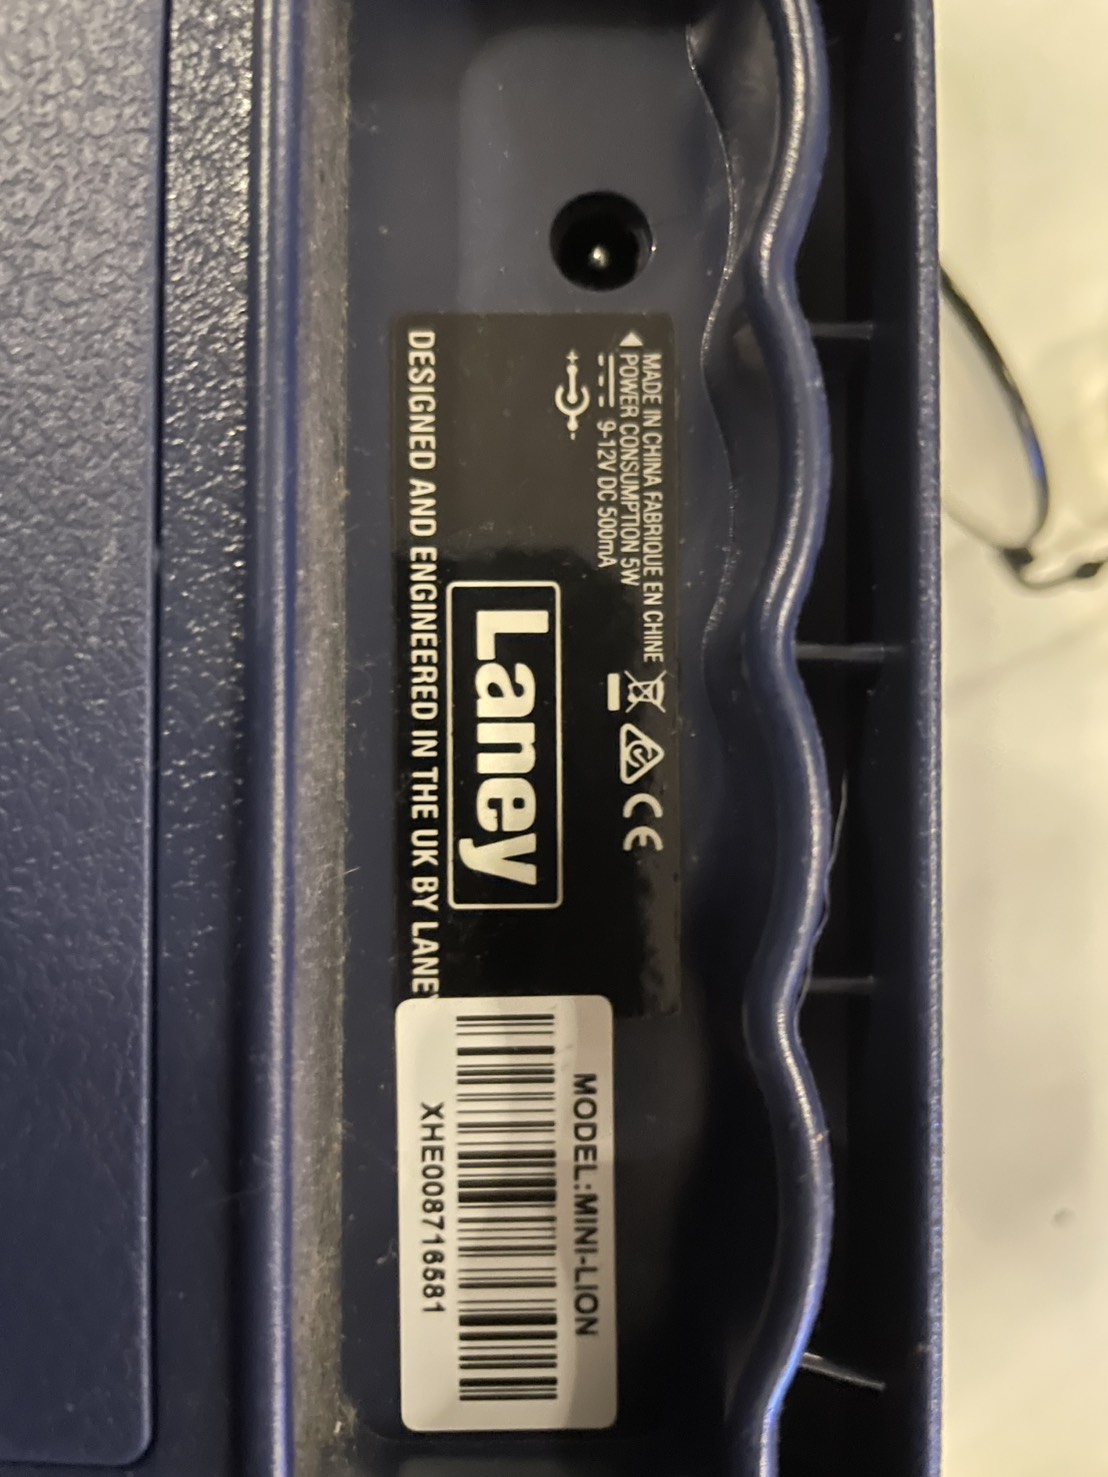 MADE IN CHINA FABRIQUE EN CHINE
POWER CONSUMPTION 5W
9-12V DC 500mA
CE
Laney
DESIGNED AND ENGINEERED IN THE UK BY LANEY
MODEL:MINI-LION
XHE008716581